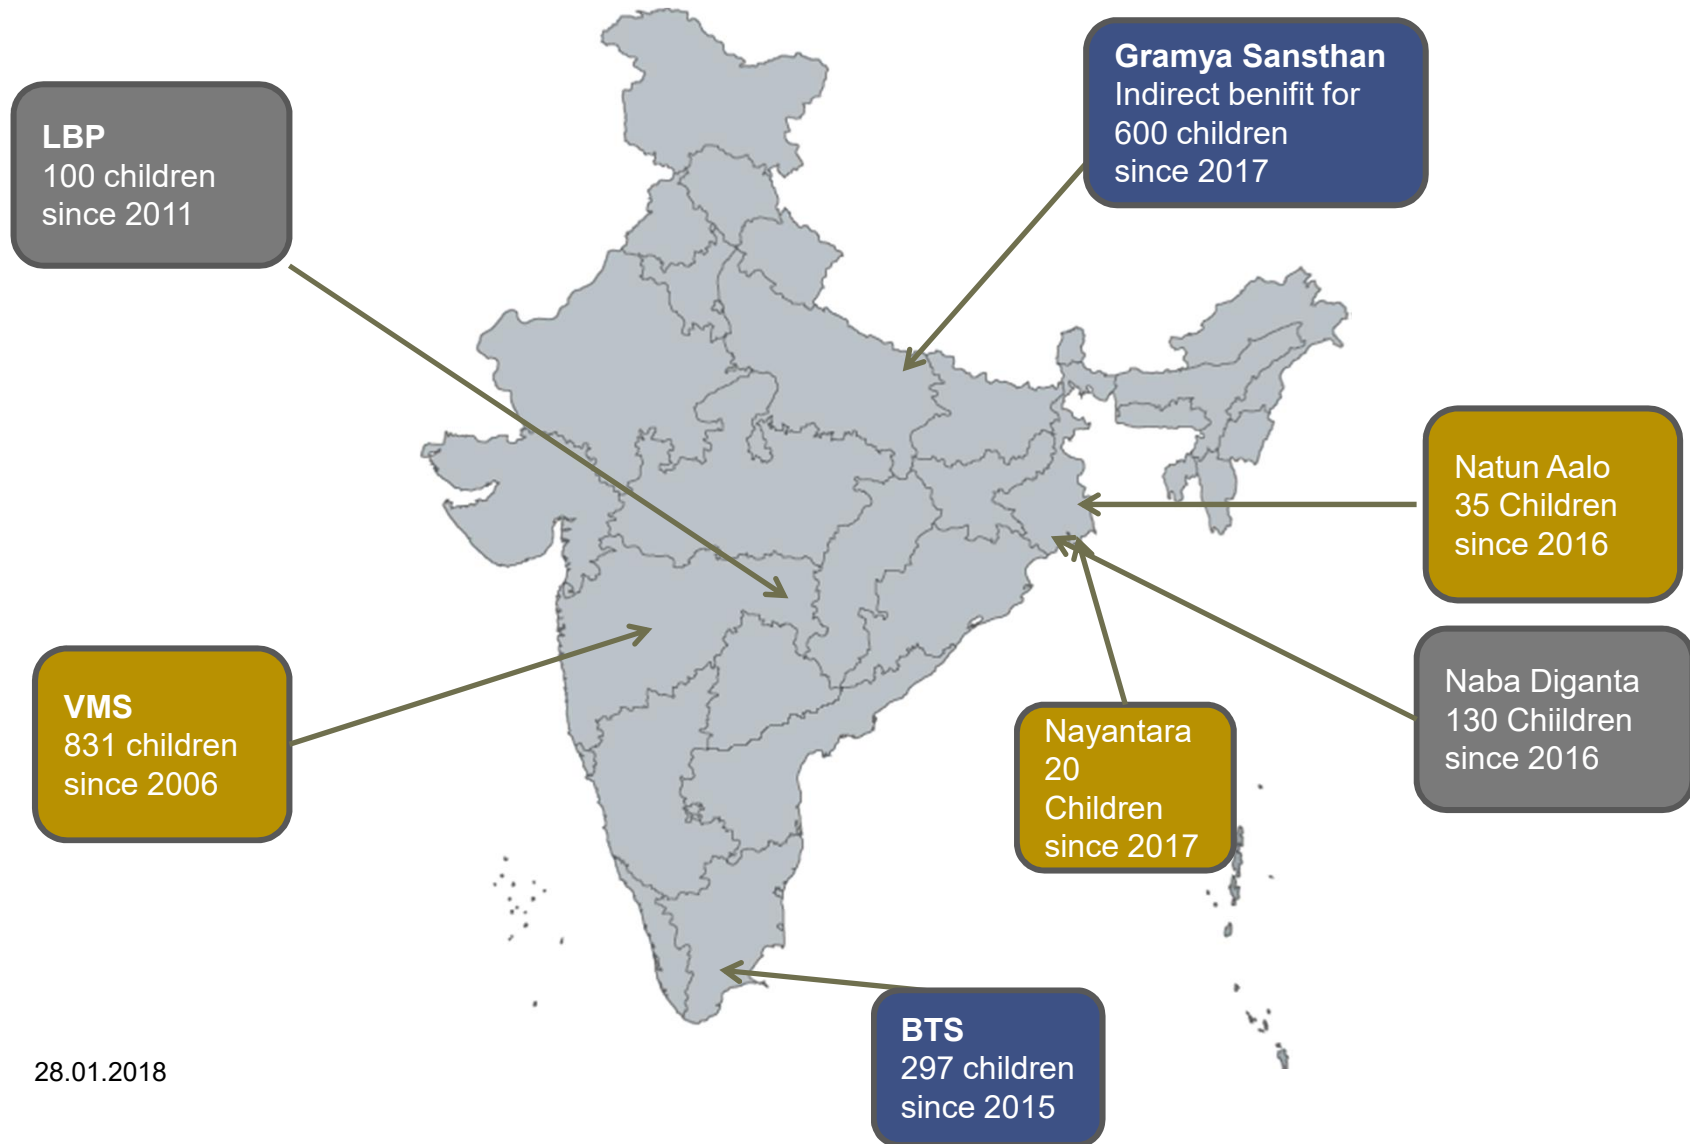 Gramya Sansthan
Indirect benifit for
600 children
since 2017
LBP
100 children
since 2011
Natun Aalo
35 Children
since 2016
Naba Diganta
130 Chiildren
since 2016
VMS
831 children
since 2006
Nayantara
20
Children
since 2017
BTS
297 children
since 2015
28.01.2018